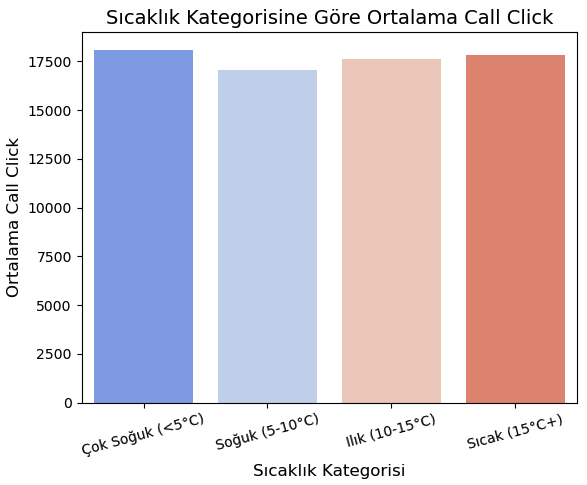 Sıcaklık Kategorisine Göre Ortalama Call Click
Ortalama Call Click
17500
15000
12500
10000
7500
5000
2500
0
Çok Soğuk (<5°C)
Soğuk (5-10°C)
Ilık (10-15°C)
Sıcak (15°C+)
Sıcaklık Kategorisi